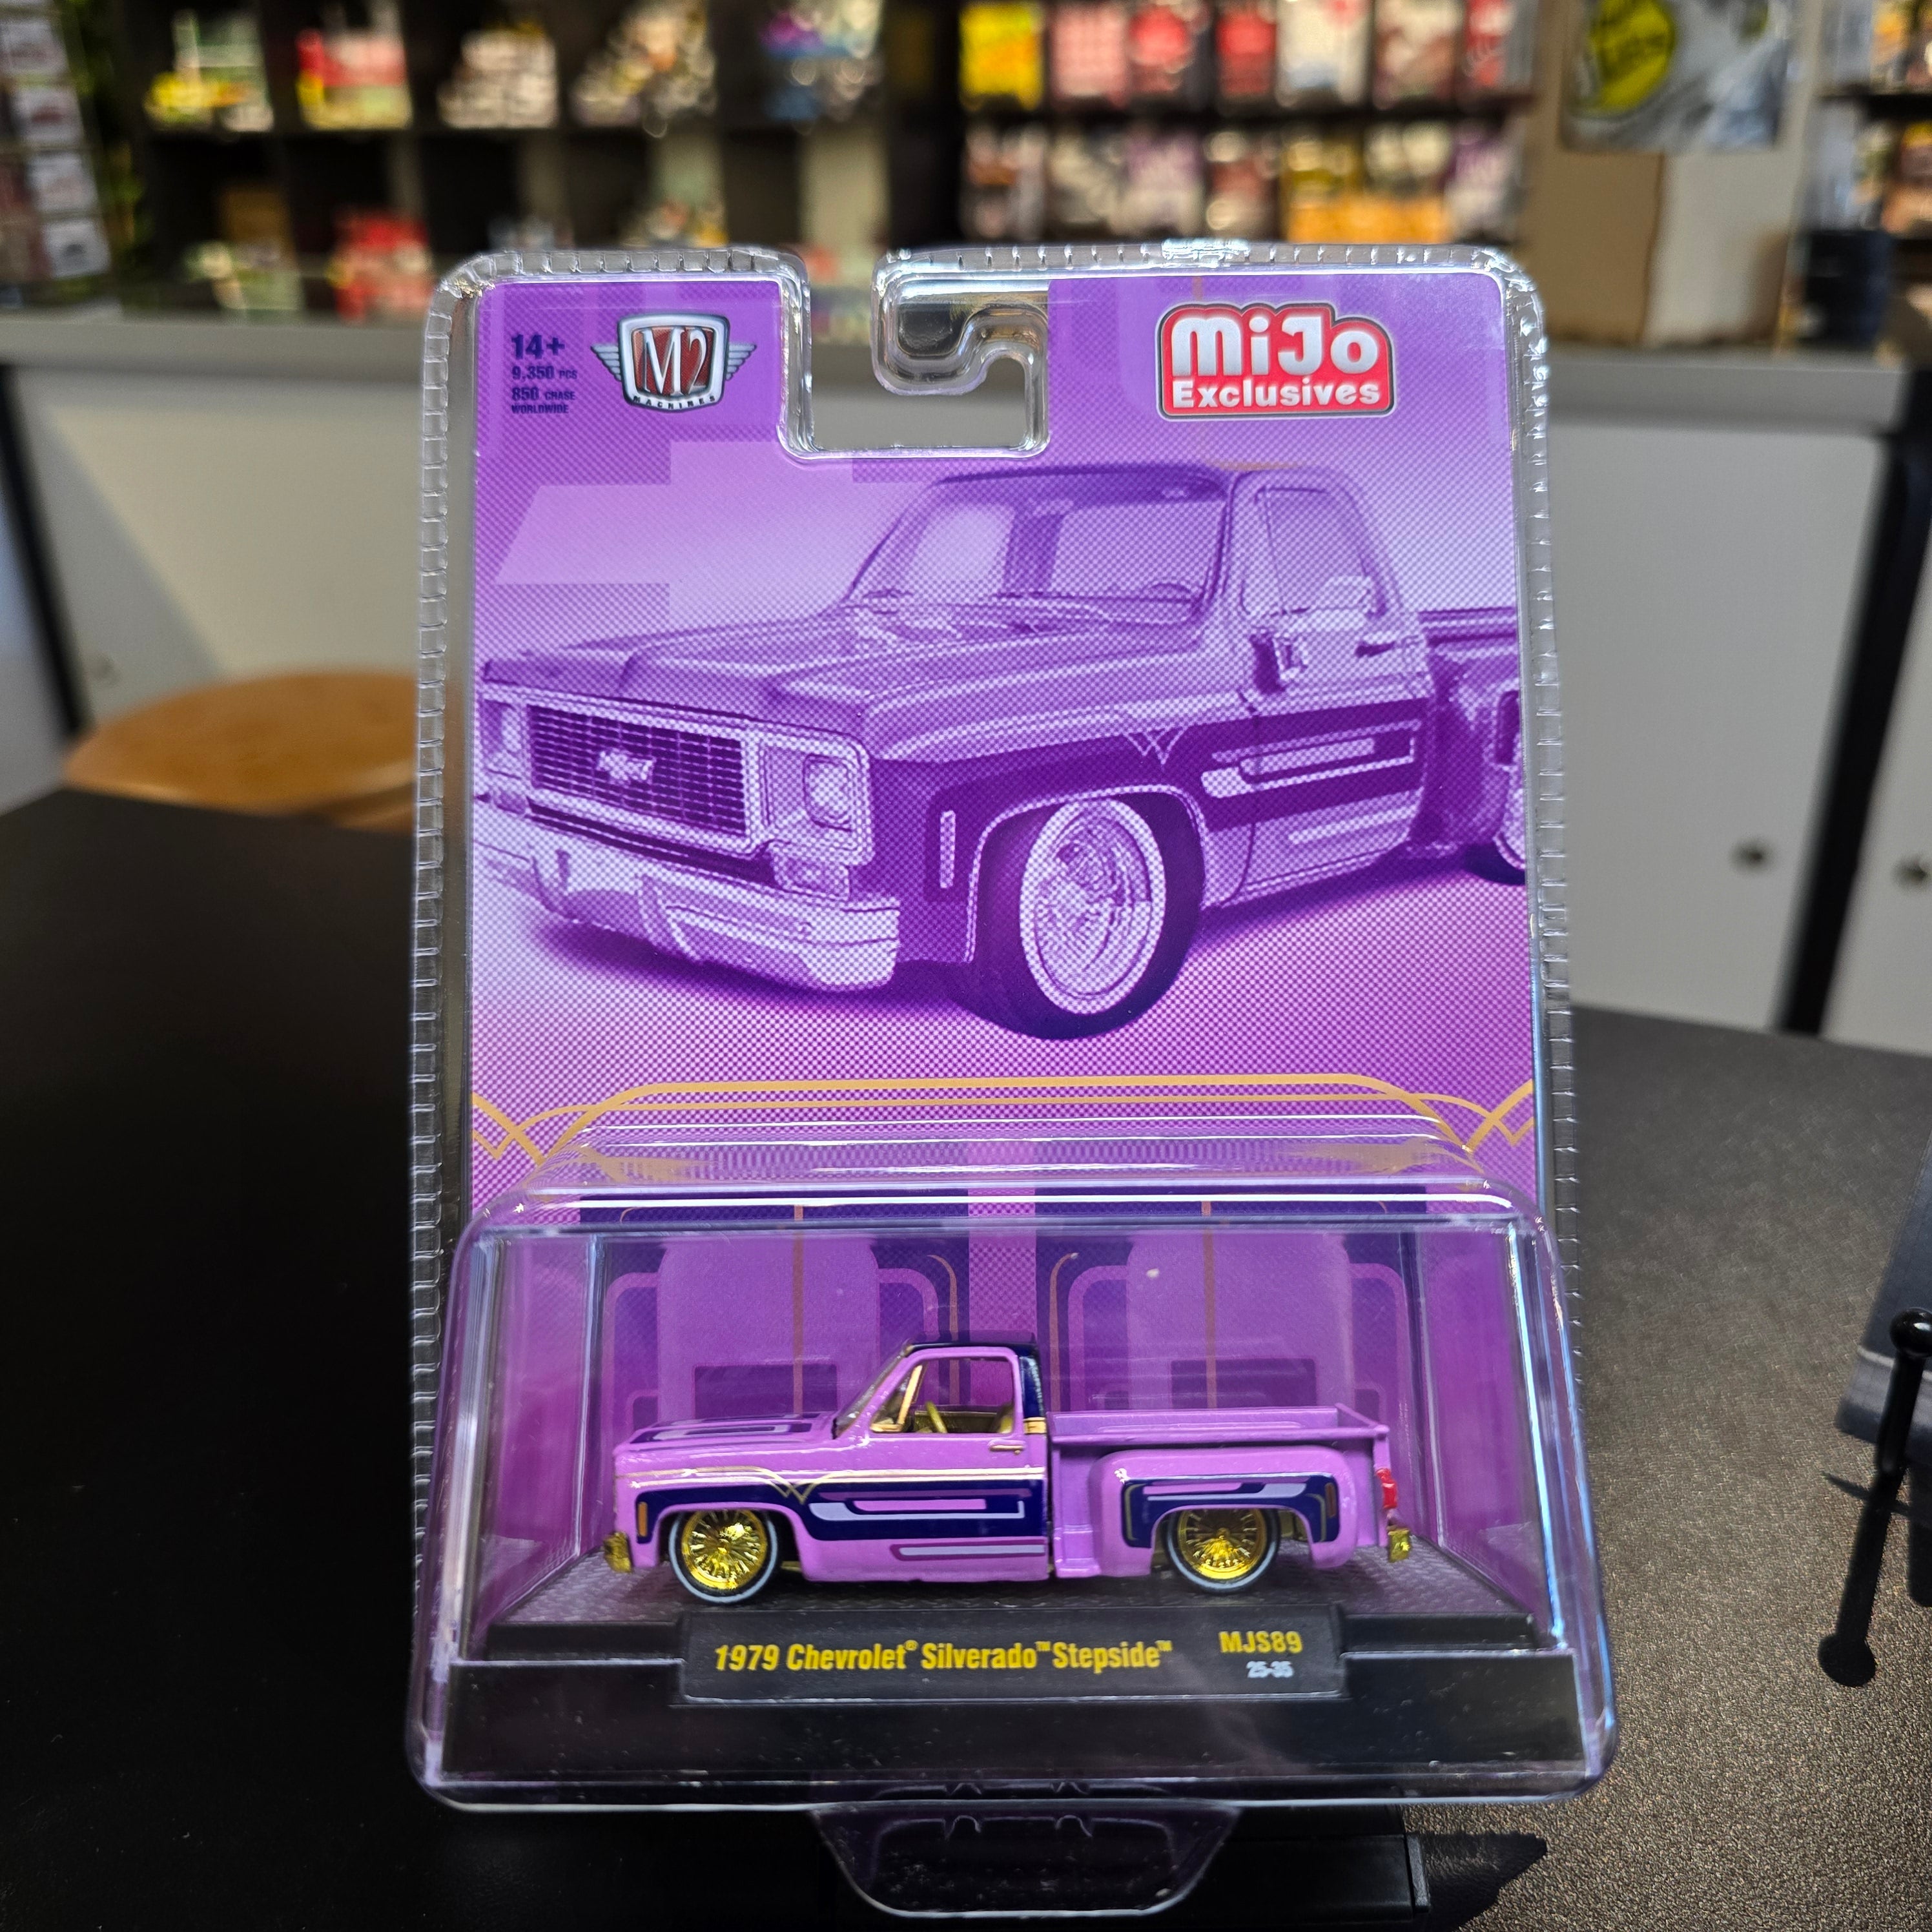 14+
9,350 PCS
850 CHASE
WORLDWIDE
M2
MACHINES
MiJo
Exclusives
1979 Chevrolet® Silverado™ Stepside™
MJS89
25-35